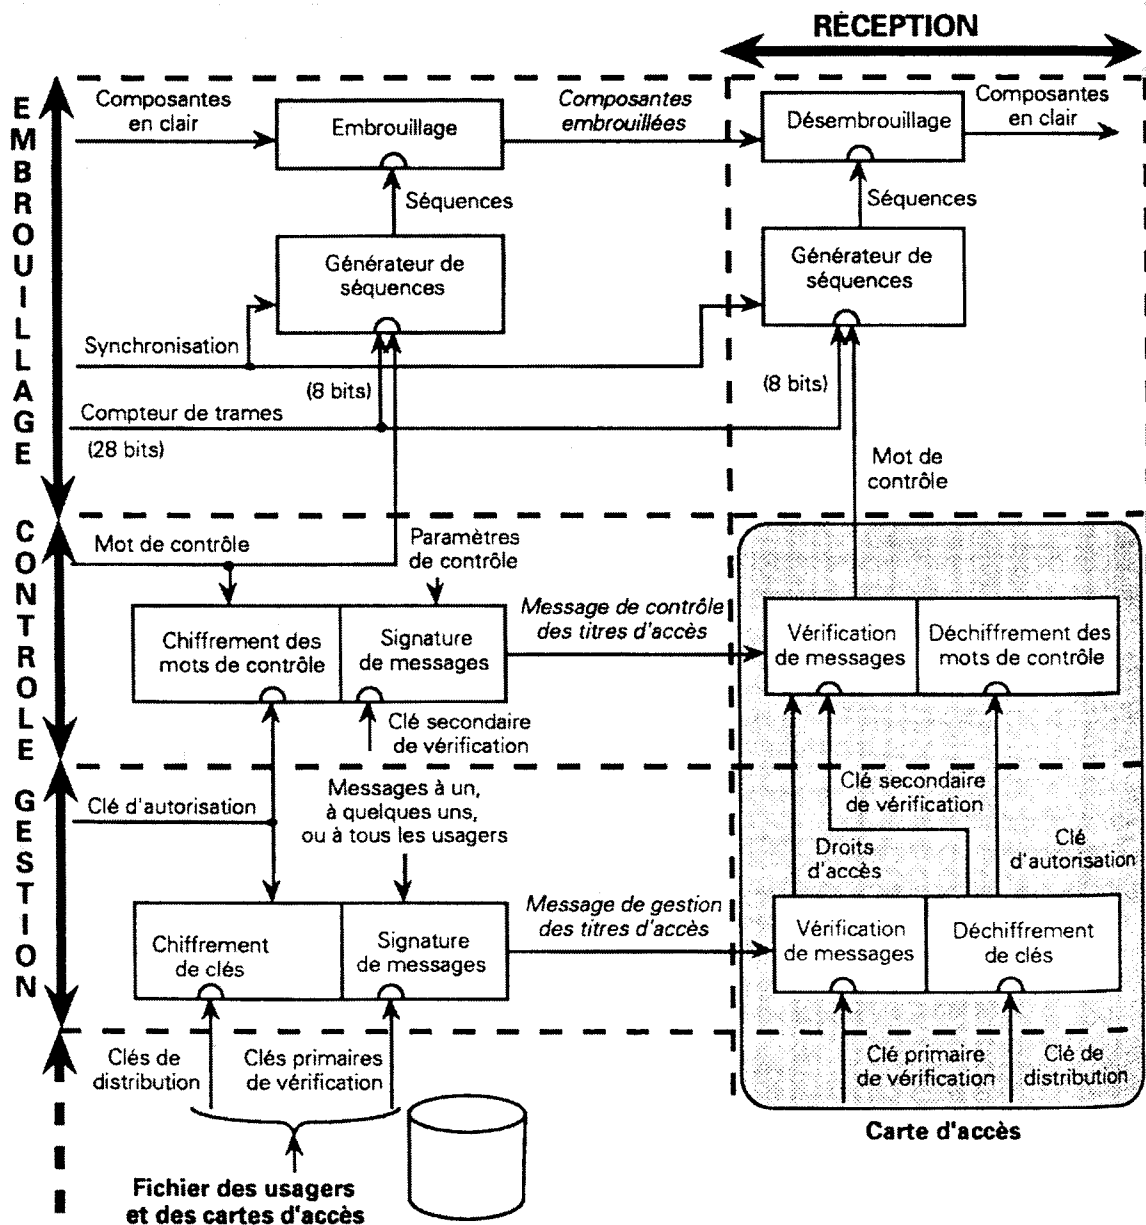 RÉCEPTION
EMBROUILLAGE
Composantes
en clair
Embrouillage
Composantes
embrouillées
Désembrouillage
Composantes
en clair
Séquences
Séquences
Générateur de
séquences
Générateur de
séquences
Synchronisation
(8 bits)
(8 bits)
Compteur de trames
(28 bits)
Mot de
contrôle
CONTROLE
Mot de contrôle
Paramètres
de contrôle
Chiffrement des
mots de contrôle
Signature
de messages
Message de contrôle
des titres d'accès
Vérification
de messages
Déchiffrement des
mots de contrôle
Clé secondaire
de vérification
GESTION
Clé d'autorisation
Messages à un,
à quelques uns,
ou à tous les usagers
Clé secondaire
de vérification
Droits
d'accès
Clé
d'autorisation
Chiffrement
de clés
Signature
de messages
Message de gestion
des titres d'accès
Vérification
de messages
Déchiffrement
de clés
Clés de
distribution
Clés primaires
de vérification
Clé primaire
de vérification
Clé de
distribution
Carte d'accès
Fichier des usagers
et des cartes d'accès